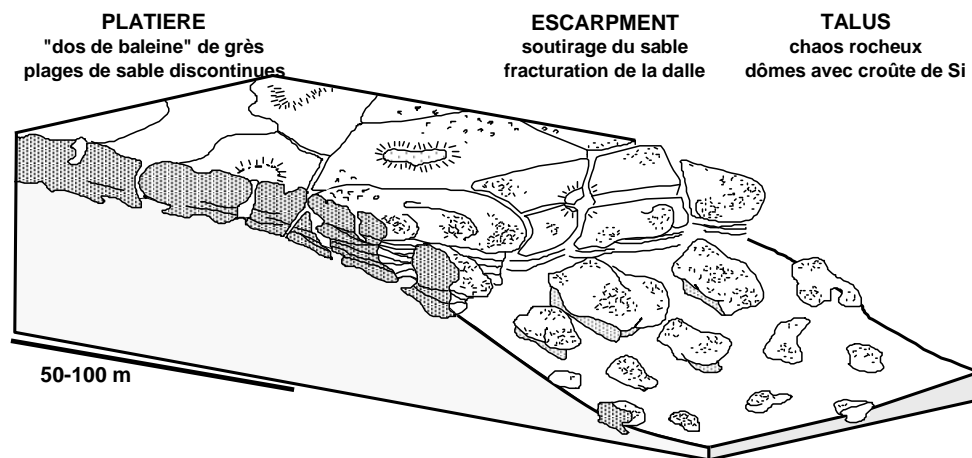 PLATIERE
"dos de baleine" de grès
plages de sable discontinues
ESCARPMENT
soutirage du sable
fracturation de la dalle
TALUS
chaos rocheux
dômes avec croûte de Si
50-100 m